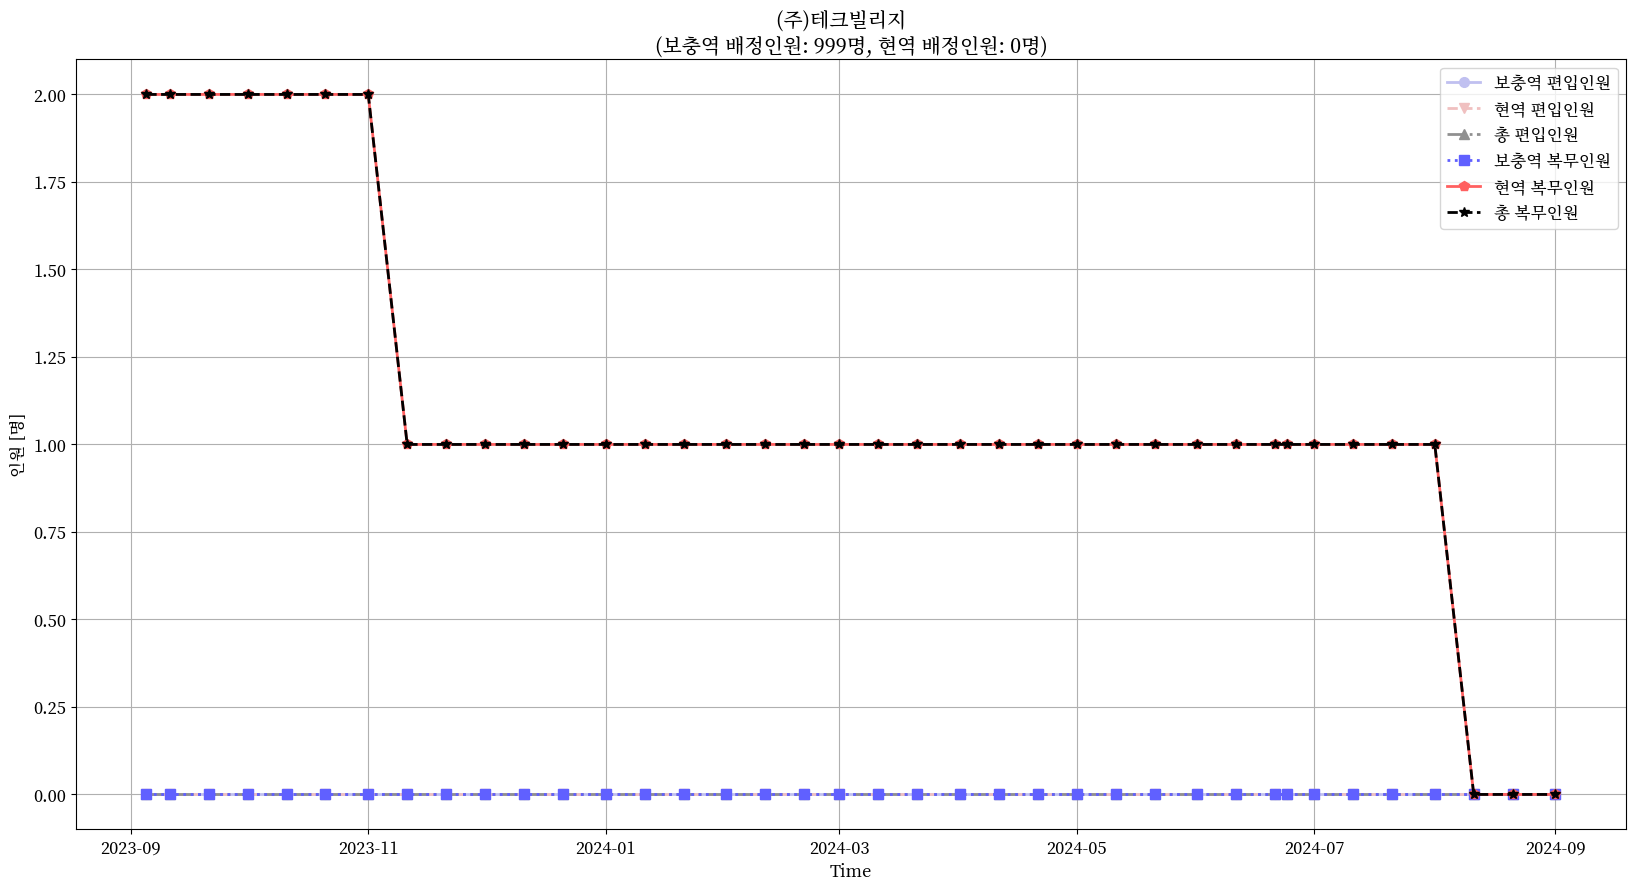 (주)테크빌리지
(보충역 배정인원: 999명, 현역 배정인원: 0명)
보충역 편입인원
현역 편입인원
총 편입인원
보충역 복무인원
현역 복무인원
총 복무인원
인원 [명]
2.00
1.75
1.50
1.25
1.00
0.75
0.50
0.25
0.00
2023-09
2023-11
2024-01
2024-03
2024-05
2024-07
2024-09
Time